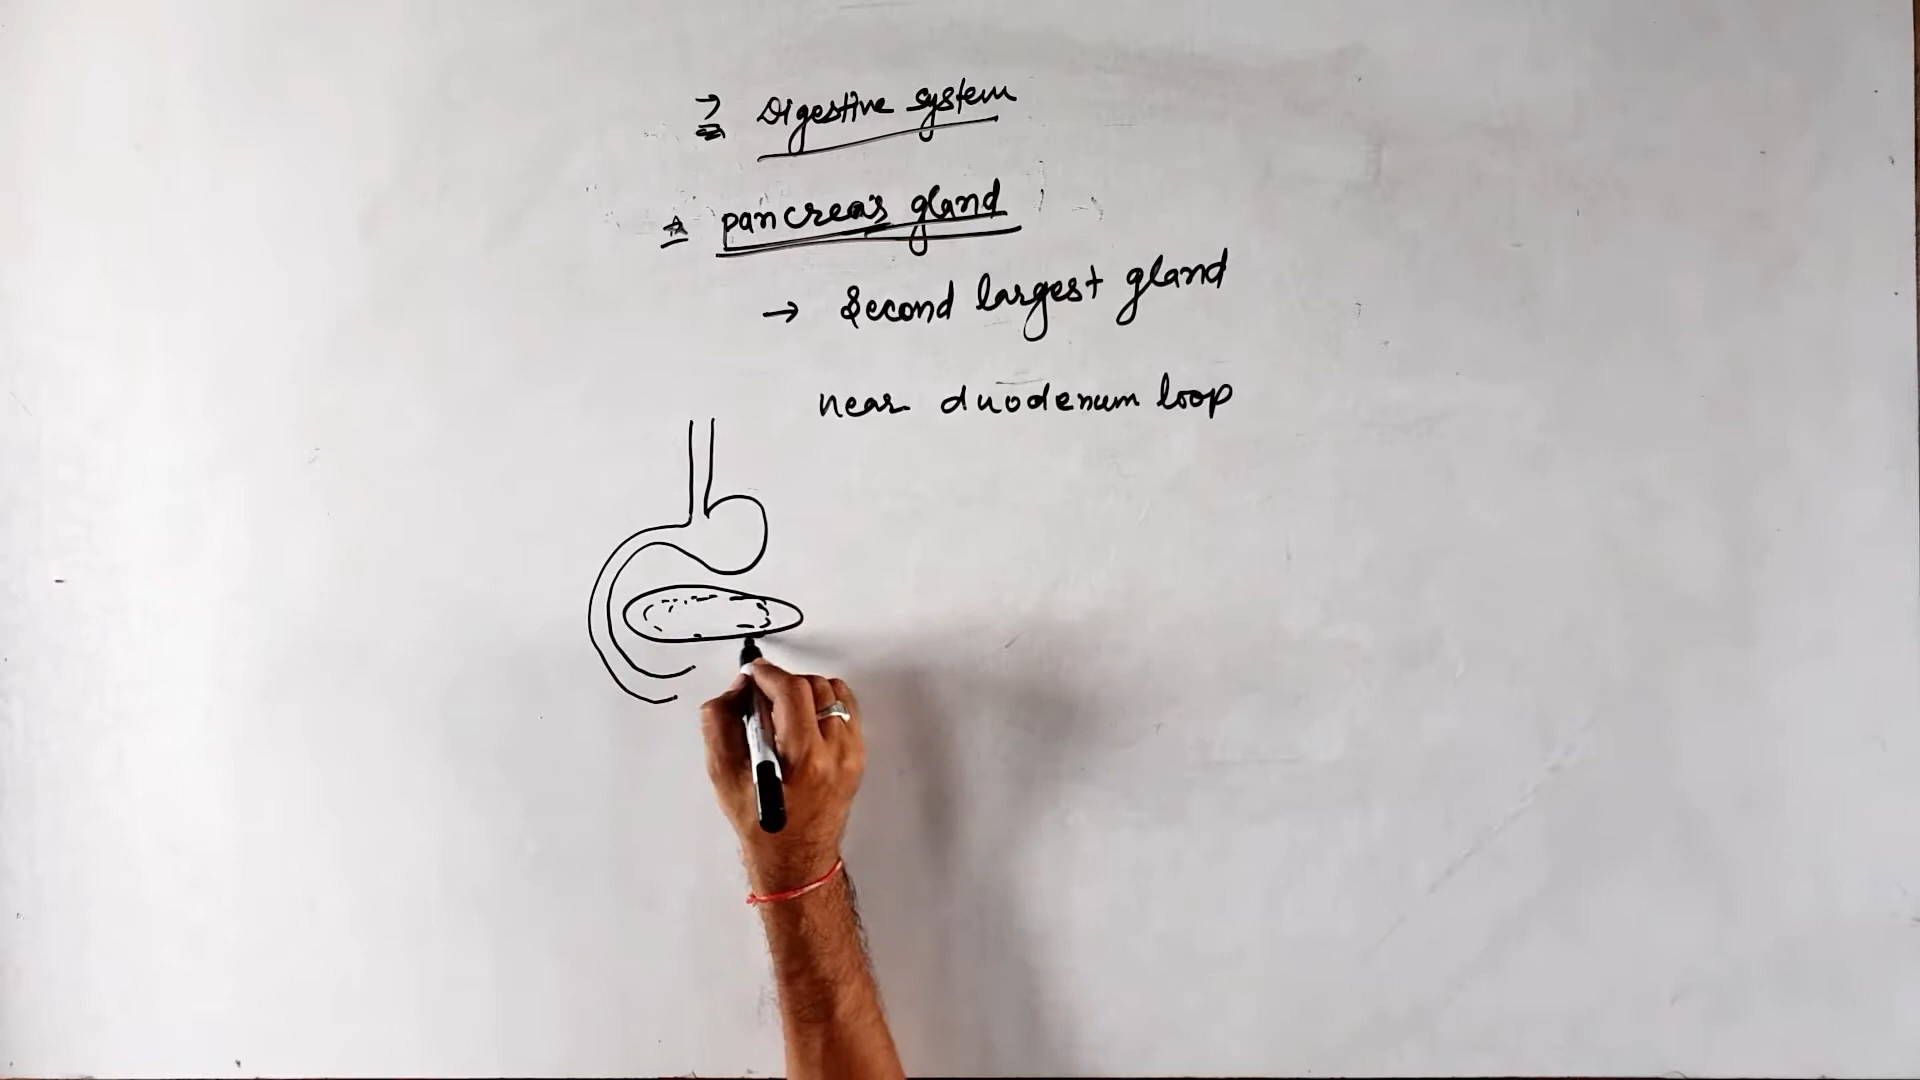 → Digestive system
pancreas gland
→ Second largest gland
near duodenum loop